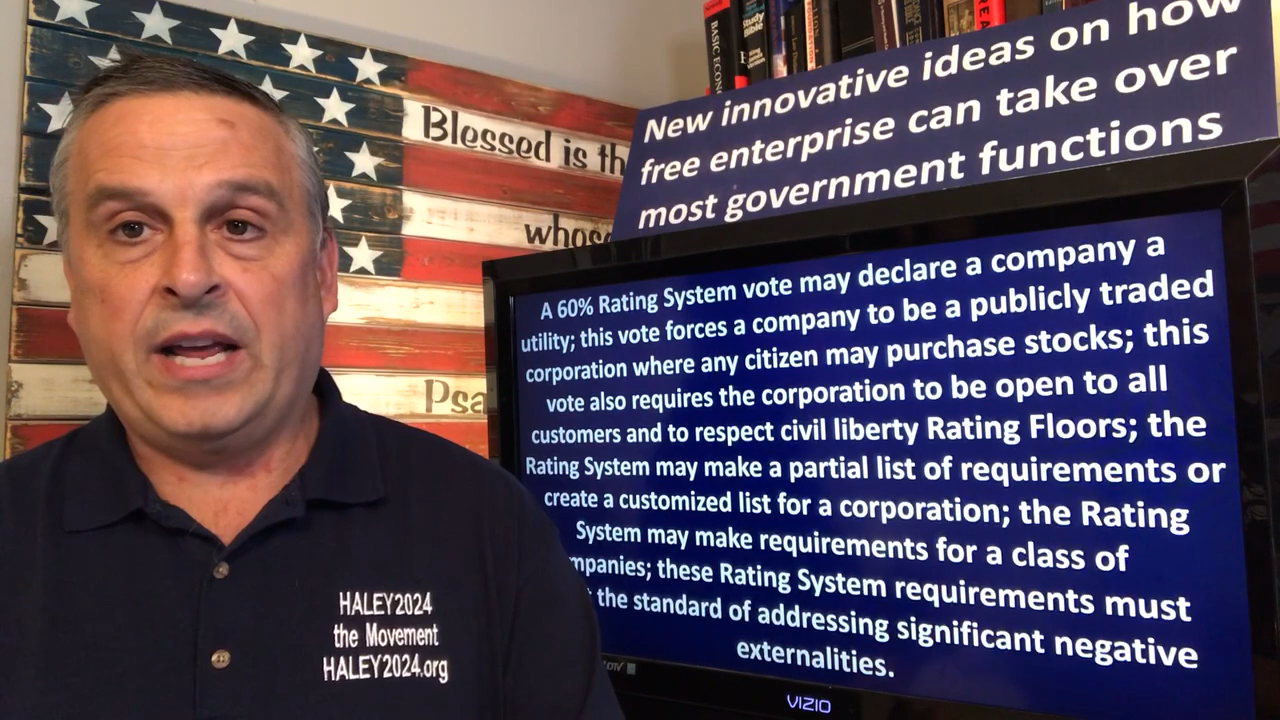 Blessed is th
whose
Psa
HALEY2024
the Movement
HALEY2024.org
BASIC ECON
Study
Bible
New innovative ideas on how
free enterprise can take over
most government functions
A 60% Rating System vote may declare a company a
utility; this vote forces a company to be a publicly traded
corporation where any citizen may purchase stocks; this
vote also requires the corporation to be open to all
customers and to respect civil liberty Rating Floors; the
Rating System may make a partial list of requirements or
create a customized list for a corporation; the Rating
System may make requirements for a class of
mpanies; these Rating System requirements must
the standard of addressing significant negative
externalities.
VIZIO